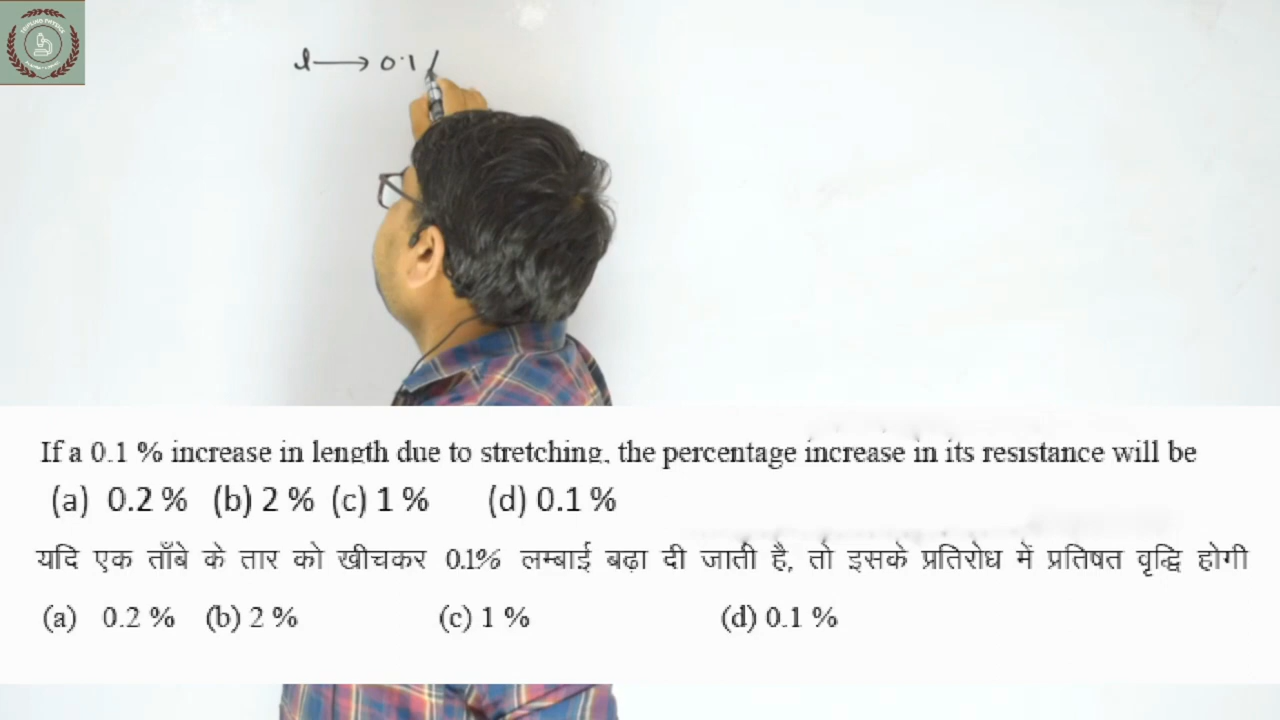 l → 0.1 /
If a 0.1 % increase in length due to stretching, the percentage increase in its resistance will be
(a) 0.2 % (b) 2 % (c) 1 % (d) 0.1 %
यदि एक ताँबे के तार को खीचकर 0.1% लम्बाई बढ़ा दी जाती है, तो इसके प्रतिरोध में प्रतिषत वृद्धि होगी
(a) 0.2 % (b) 2 % (c) 1 % (d) 0.1 %